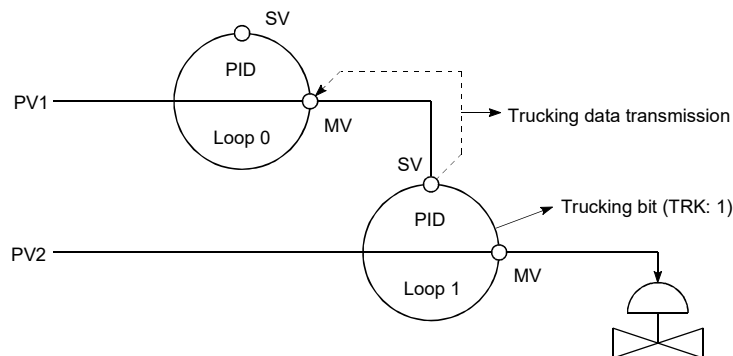 SV
PID
PV1
Loop 0
MV
Trucking data transmission
SV
PID
Trucking bit (TRK: 1)
PV2
MV
Loop 1